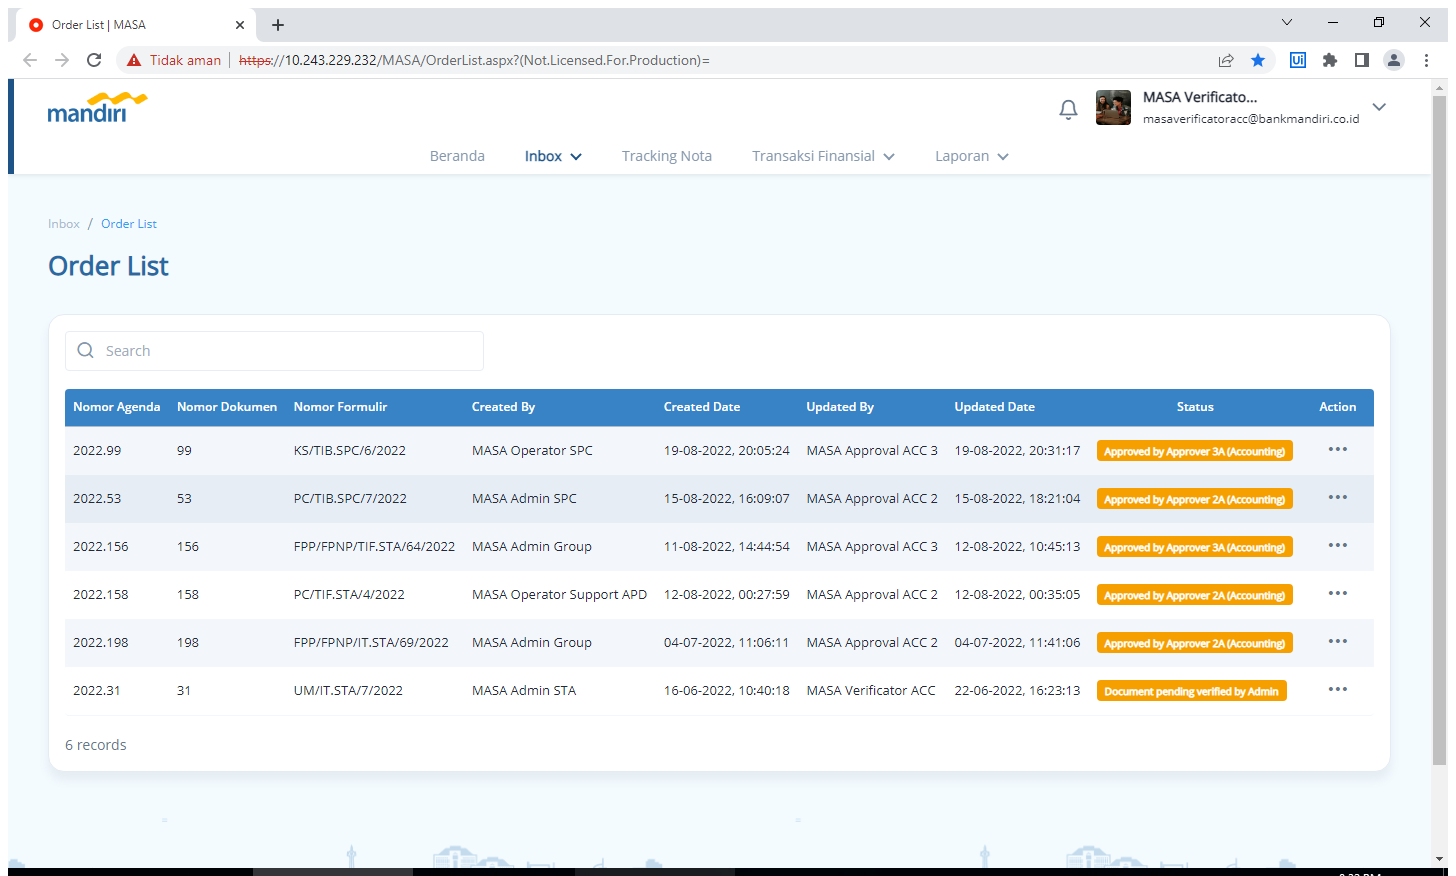 Order List | MASA
Tidak aman https://10.243.229.232/MASA/OrderList.aspx?(Not.Licensed.For.Production)=
Ui
mandiri
MASA Verificato...
masaverificatoracc@bankmandiri.co.id
Beranda Inbox Tracking Nota Transaksi Finansial Laporan
Inbox / Order List
Order List
Search
Nomor Agenda Nomor Dokumen Nomor Formulir Created By Created Date Updated By Updated Date Status Action
2022.99 99 KS/TIB.SPC/6/2022 MASA Operator SPC 19-08-2022, 20:05:24 MASA Approval ACC 3 19-08-2022, 20:31:17 Approved by Approver 3A (Accounting)
2022.53 53 PC/TIB.SPC/7/2022 MASA Admin SPC 15-08-2022, 16:09:07 MASA Approval ACC 2 15-08-2022, 18:21:04 Approved by Approver 2A (Accounting)
2022.156 156 FPP/FPNP/TIF.STA/64/2022 MASA Admin Group 11-08-2022, 14:44:54 MASA Approval ACC 3 12-08-2022, 10:45:13 Approved by Approver 3A (Accounting)
2022.158 158 PC/TIF.STA/4/2022 MASA Operator Support APD 12-08-2022, 00:27:59 MASA Approval ACC 2 12-08-2022, 00:35:05 Approved by Approver 2A (Accounting)
2022.198 198 FPP/FPNP/IT.STA/69/2022 MASA Admin Group 04-07-2022, 11:06:11 MASA Approval ACC 2 04-07-2022, 11:41:06 Approved by Approver 2A (Accounting)
2022.31 31 UM/IT.STA/7/2022 MASA Admin STA 16-06-2022, 10:40:18 MASA Verificator ACC 22-06-2022, 16:23:13 Document pending verified by Admin
6 records